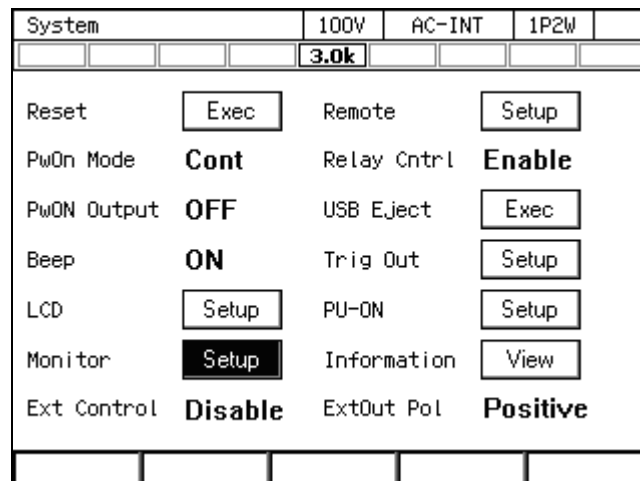 System 100V AC-INT 1P2W
3.0k
Reset Exec Remote Setup
PwOn Mode Cont Relay Cntrl Enable
PwON Output OFF USB Eject Exec
Beep ON Trig Out Setup
LCD Setup PU-ON Setup
Monitor Setup Information View
Ext Control Disable ExtOut Pol Positive